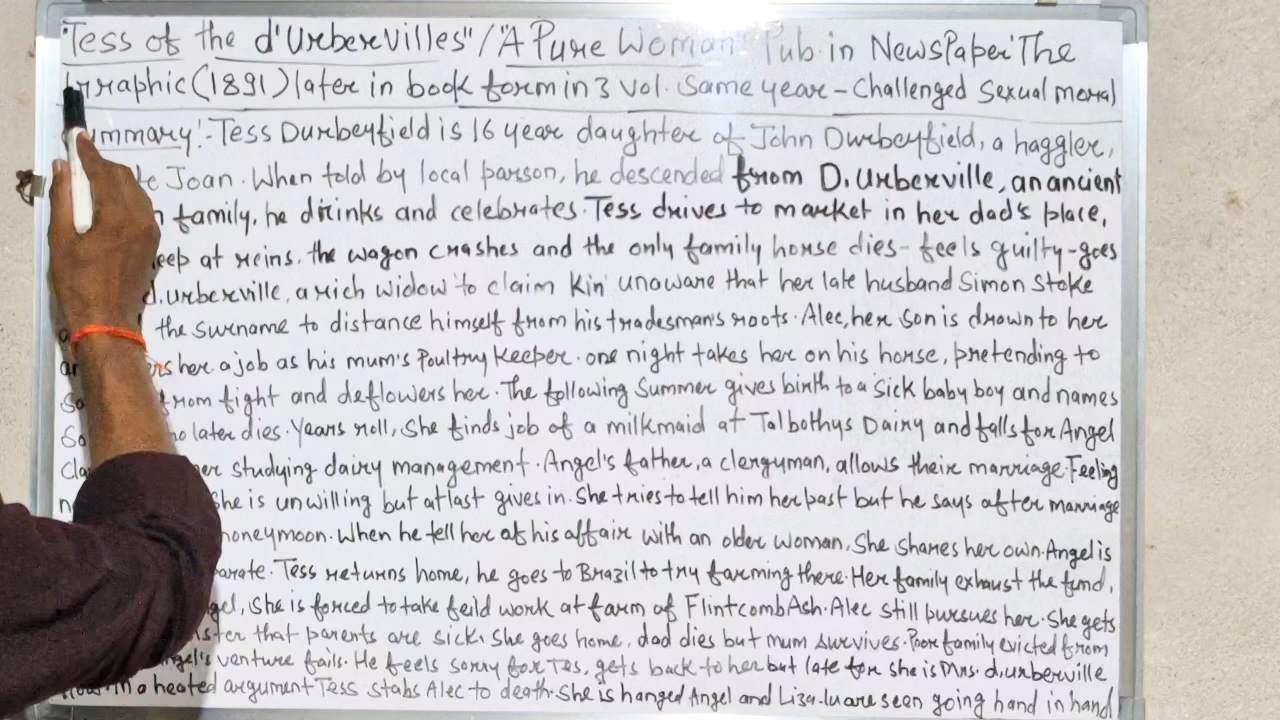 "Tess of the d'Urbervilles"/"A Pure Woman" Pub. in NewsPaper 'The
Graphic (1891) later in book form in 3 vol. same year - Challenged sexual moral
ummary:- Tess Durbeyfield is 16 year daughter of John Durbeyfield, a haggler,
Joan. When told by local parson, he descended from D. Urberville, an ancient
family, he drinks and celebrates. Tess drives to market in her dad's place,
eep at reins, the wagon crashes and the only family horse dies - feels guilty - goes
d.urberville, a rich widow 'to claim kin' unoware that her late husband Simon Stoke
the surname to distance himself from his tradesman's roots. Alec, her son is drown to her
an ers her a job as his mum's Poultry Keeper. one night takes her on his horse, pretending to
from fight and deflowers her. The following Summer gives birth to a sick baby boy and names
So no later dies. Years roll, She finds job of a milkmaid at Talbothys Dairy and falls for Angel
Cla er studying dairy management. Angel's father, a clergyman, allows their marriage. Feeling
She is unwilling but at last gives in. She tries to tell him her past but he says after marriage
honeymoon. When he tell her of his affair with an older woman, She shares her own. Angel is
arate. Tess returns home, he goes to Brazil to try farming there. Her family exhaust the fund,
gel, She is forced to take feild work at farm of Flintcomb Ash. Alec still pursues her. She gets
ister that parents are sick. She goes home, dad dies but mum survives. Poor family evicted from
ngel's venture fails. He feels sorry for Tes, gets back to her but late for she is Mrs. d.urberville
now. In a heated argument Tess stabs Alec to death. She is hanged Angel and Liza-lu are seen going hand in hand